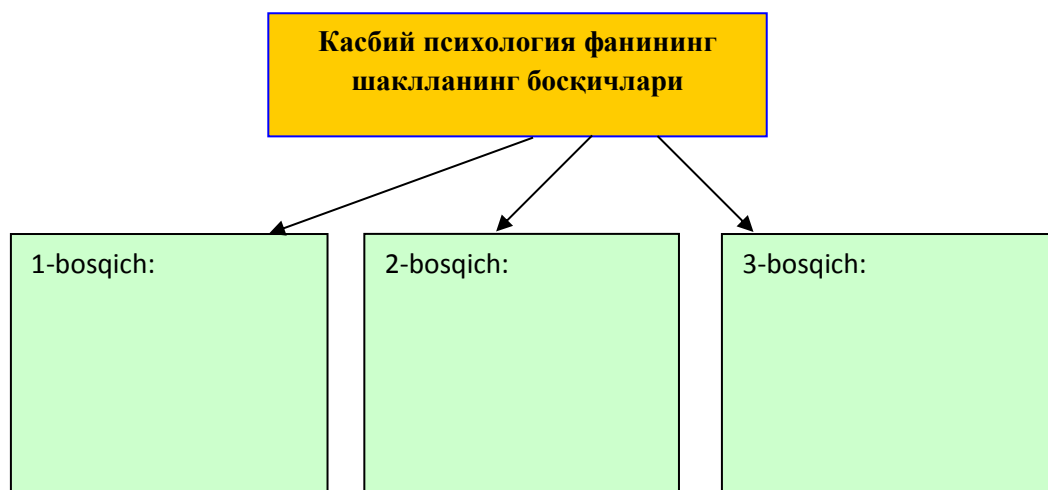 Касбий психология фанининг
шаклланинг босқичлари
1-bosqich:
2-bosqich:
3-bosqich: